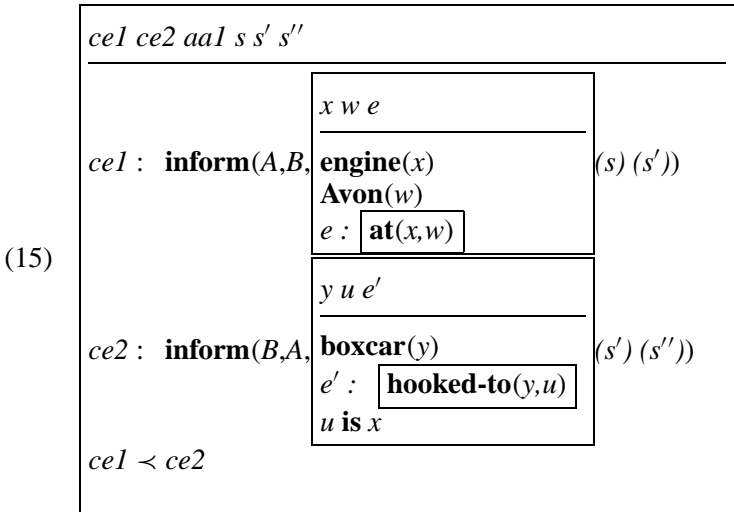 ce1 ce2 aa1 s s′ s′′
x w e
ce1 : inform(A,B, engine(x) (s) (s′))
Avon(w)
e : at(x,w)
(15)
y u e′
ce2 : inform(B,A, boxcar(y) (s′) (s′′))
e′ : hooked-to(y,u)
u is x
ce1 ≺ ce2